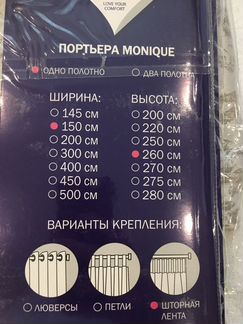 LOVE YOUR
COMFORT
ПОРТЬЕРА MONIQUE
ОДНО ПОЛОТНО ДВА ПОЛОТНА
ШИРИНА: ВЫСОТА:
145 СМ 200 СМ
150 СМ 220 СМ
200 СМ 250 СМ
300 СМ 260 СМ
400 СМ 270 СМ
450 СМ 275 СМ
500 СМ 280 СМ
ВАРИАНТЫ КРЕПЛЕНИЯ:
ЛЮВЕРСЫ ПЕТЛИ ШТОРНАЯ
ЛЕНТА